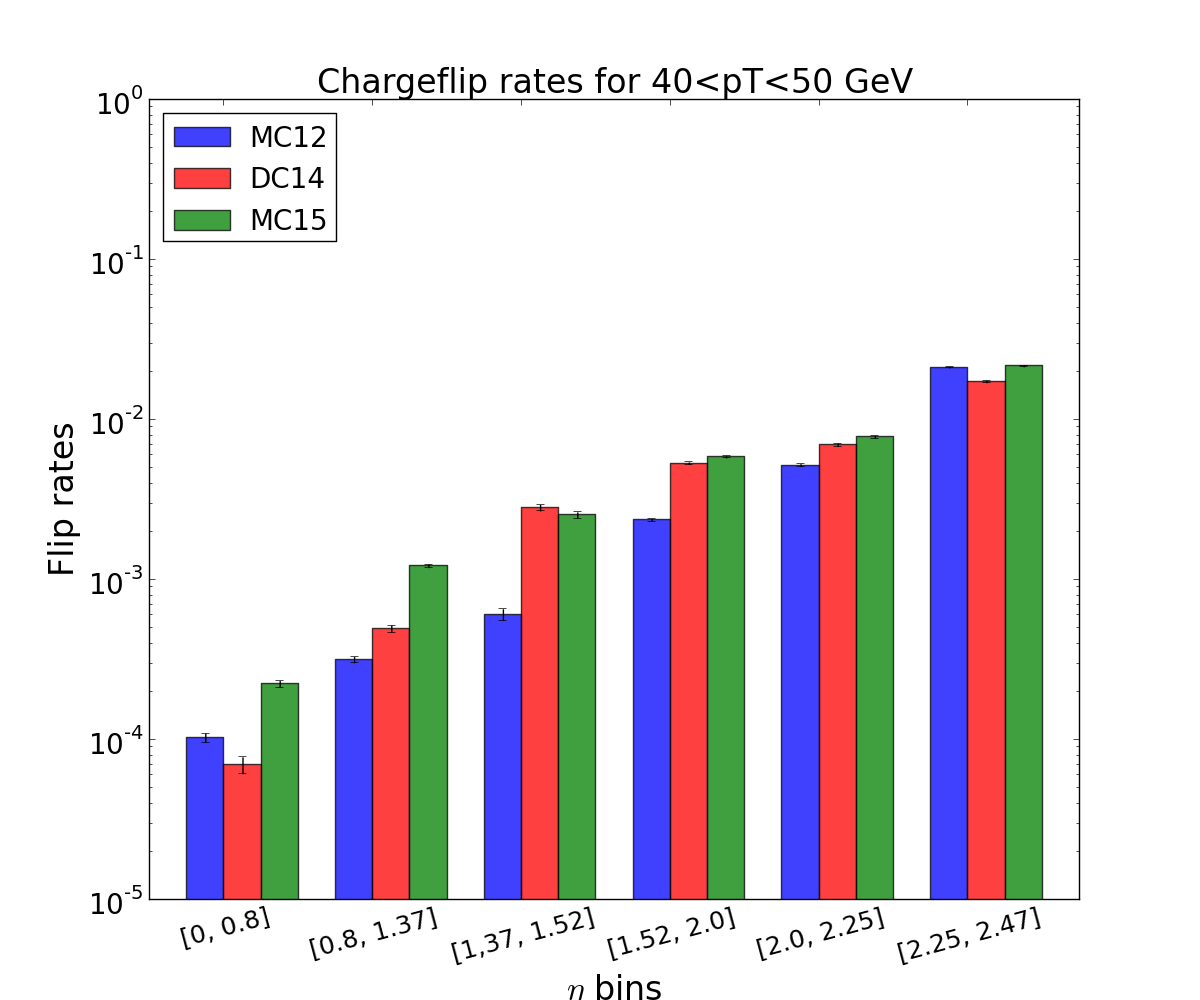 Chargeflip rates for 40<pT<50 GeV
10^0
MC12
DC14
MC15
10^-1
10^-2
10^-3
10^-4
10^-5
Flip rates
[0, 0.8]
[0.8, 1.37]
[1,37, 1.52]
[1.52, 2.0]
[2.0, 2.25]
[2.25, 2.47]
η bins